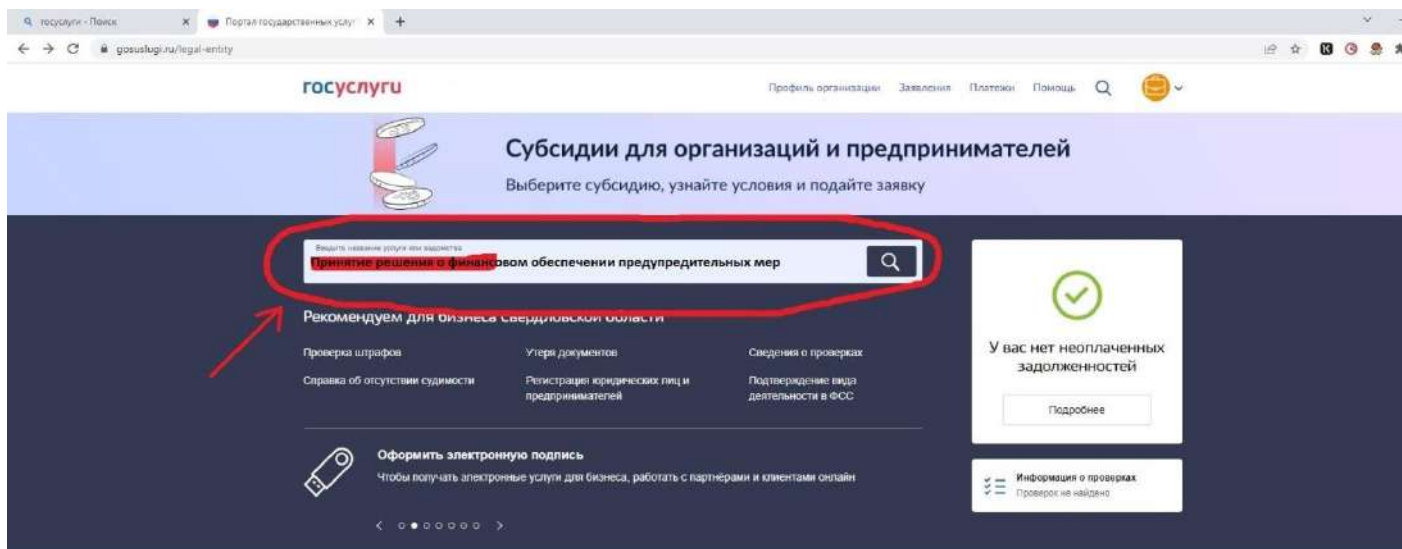 госуслуги - Поиск
Портал государственных услуг
gosuslugi.ru/legal-entity
госуслуги
Профиль организации Заявления Платежи Помощь
Субсидии для организаций и предпринимателей
Выберите субсидию, узнайте условия и подайте заявку
Введите название услуги или ведомства
Принятие решения о финансовом обеспечении предупредительных мер
Рекомендуем для бизнеса Свердловской области
Проверка штрафов
Утеря документов
Сведения о проверках
Справка об отсутствии судимости
Регистрация юридических лиц и
предпринимателей
Подтверждение вида
деятельности в ФСС
Оформить электронную подпись
Чтобы получать электронные услуги для бизнеса, работать с партнёрами и клиентами онлайн
У вас нет неоплаченных
задолженностей
Подробнее
Информация о проверках
Проверок не найдено